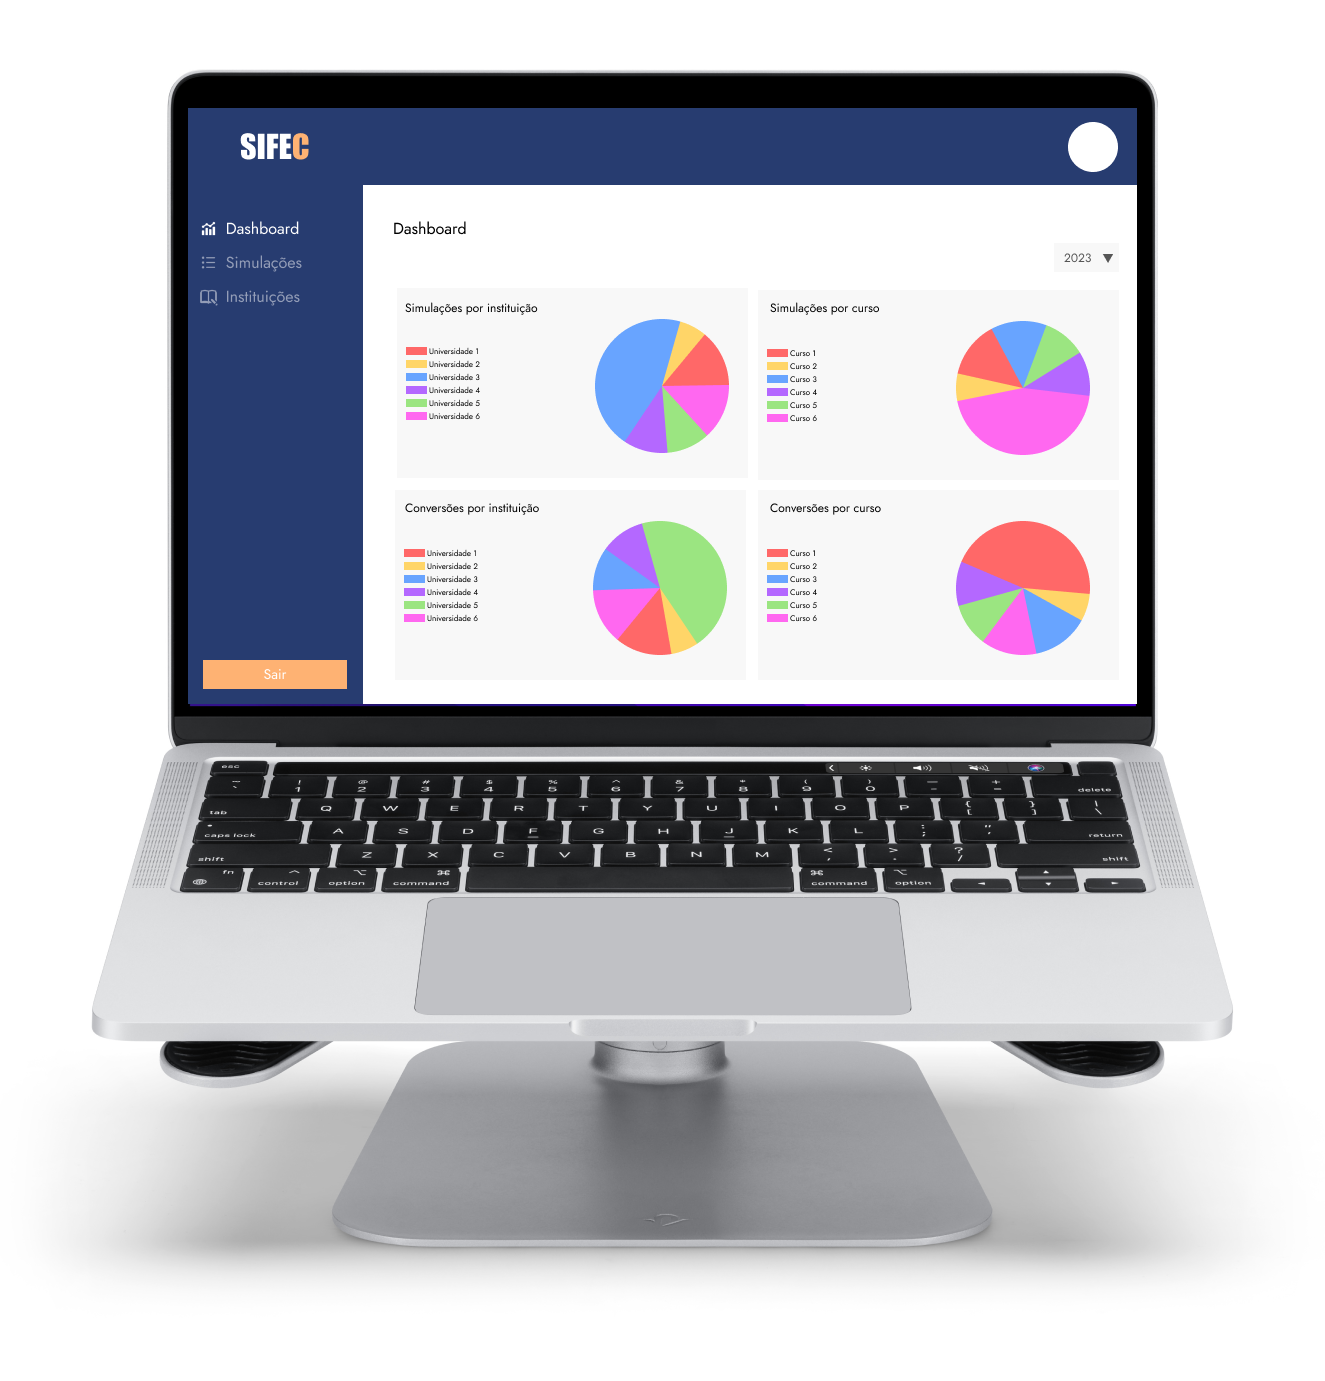 SIFEC
Dashboard
Simulações
Instituições
Sair
Dashboard
2023
Simulações por instituição
Universidade 1
Universidade 2
Universidade 3
Universidade 4
Universidade 5
Universidade 6
Simulações por curso
Curso 1
Curso 2
Curso 3
Curso 4
Curso 5
Curso 6
Conversões por instituição
Universidade 1
Universidade 2
Universidade 3
Universidade 4
Universidade 5
Universidade 6
Conversões por curso
Curso 1
Curso 2
Curso 3
Curso 4
Curso 5
Curso 6
esc
~ ! @ # $ % ^ & * ( ) _ +
` 1 2 3 4 5 6 7 8 9 0 - = delete
tab Q W E R T Y U I O P { [ } ] | \
caps lock A S D F G H J K L : ; " ' return
shift Z X C V B N M < , > . ? / shift
fn control option command command option